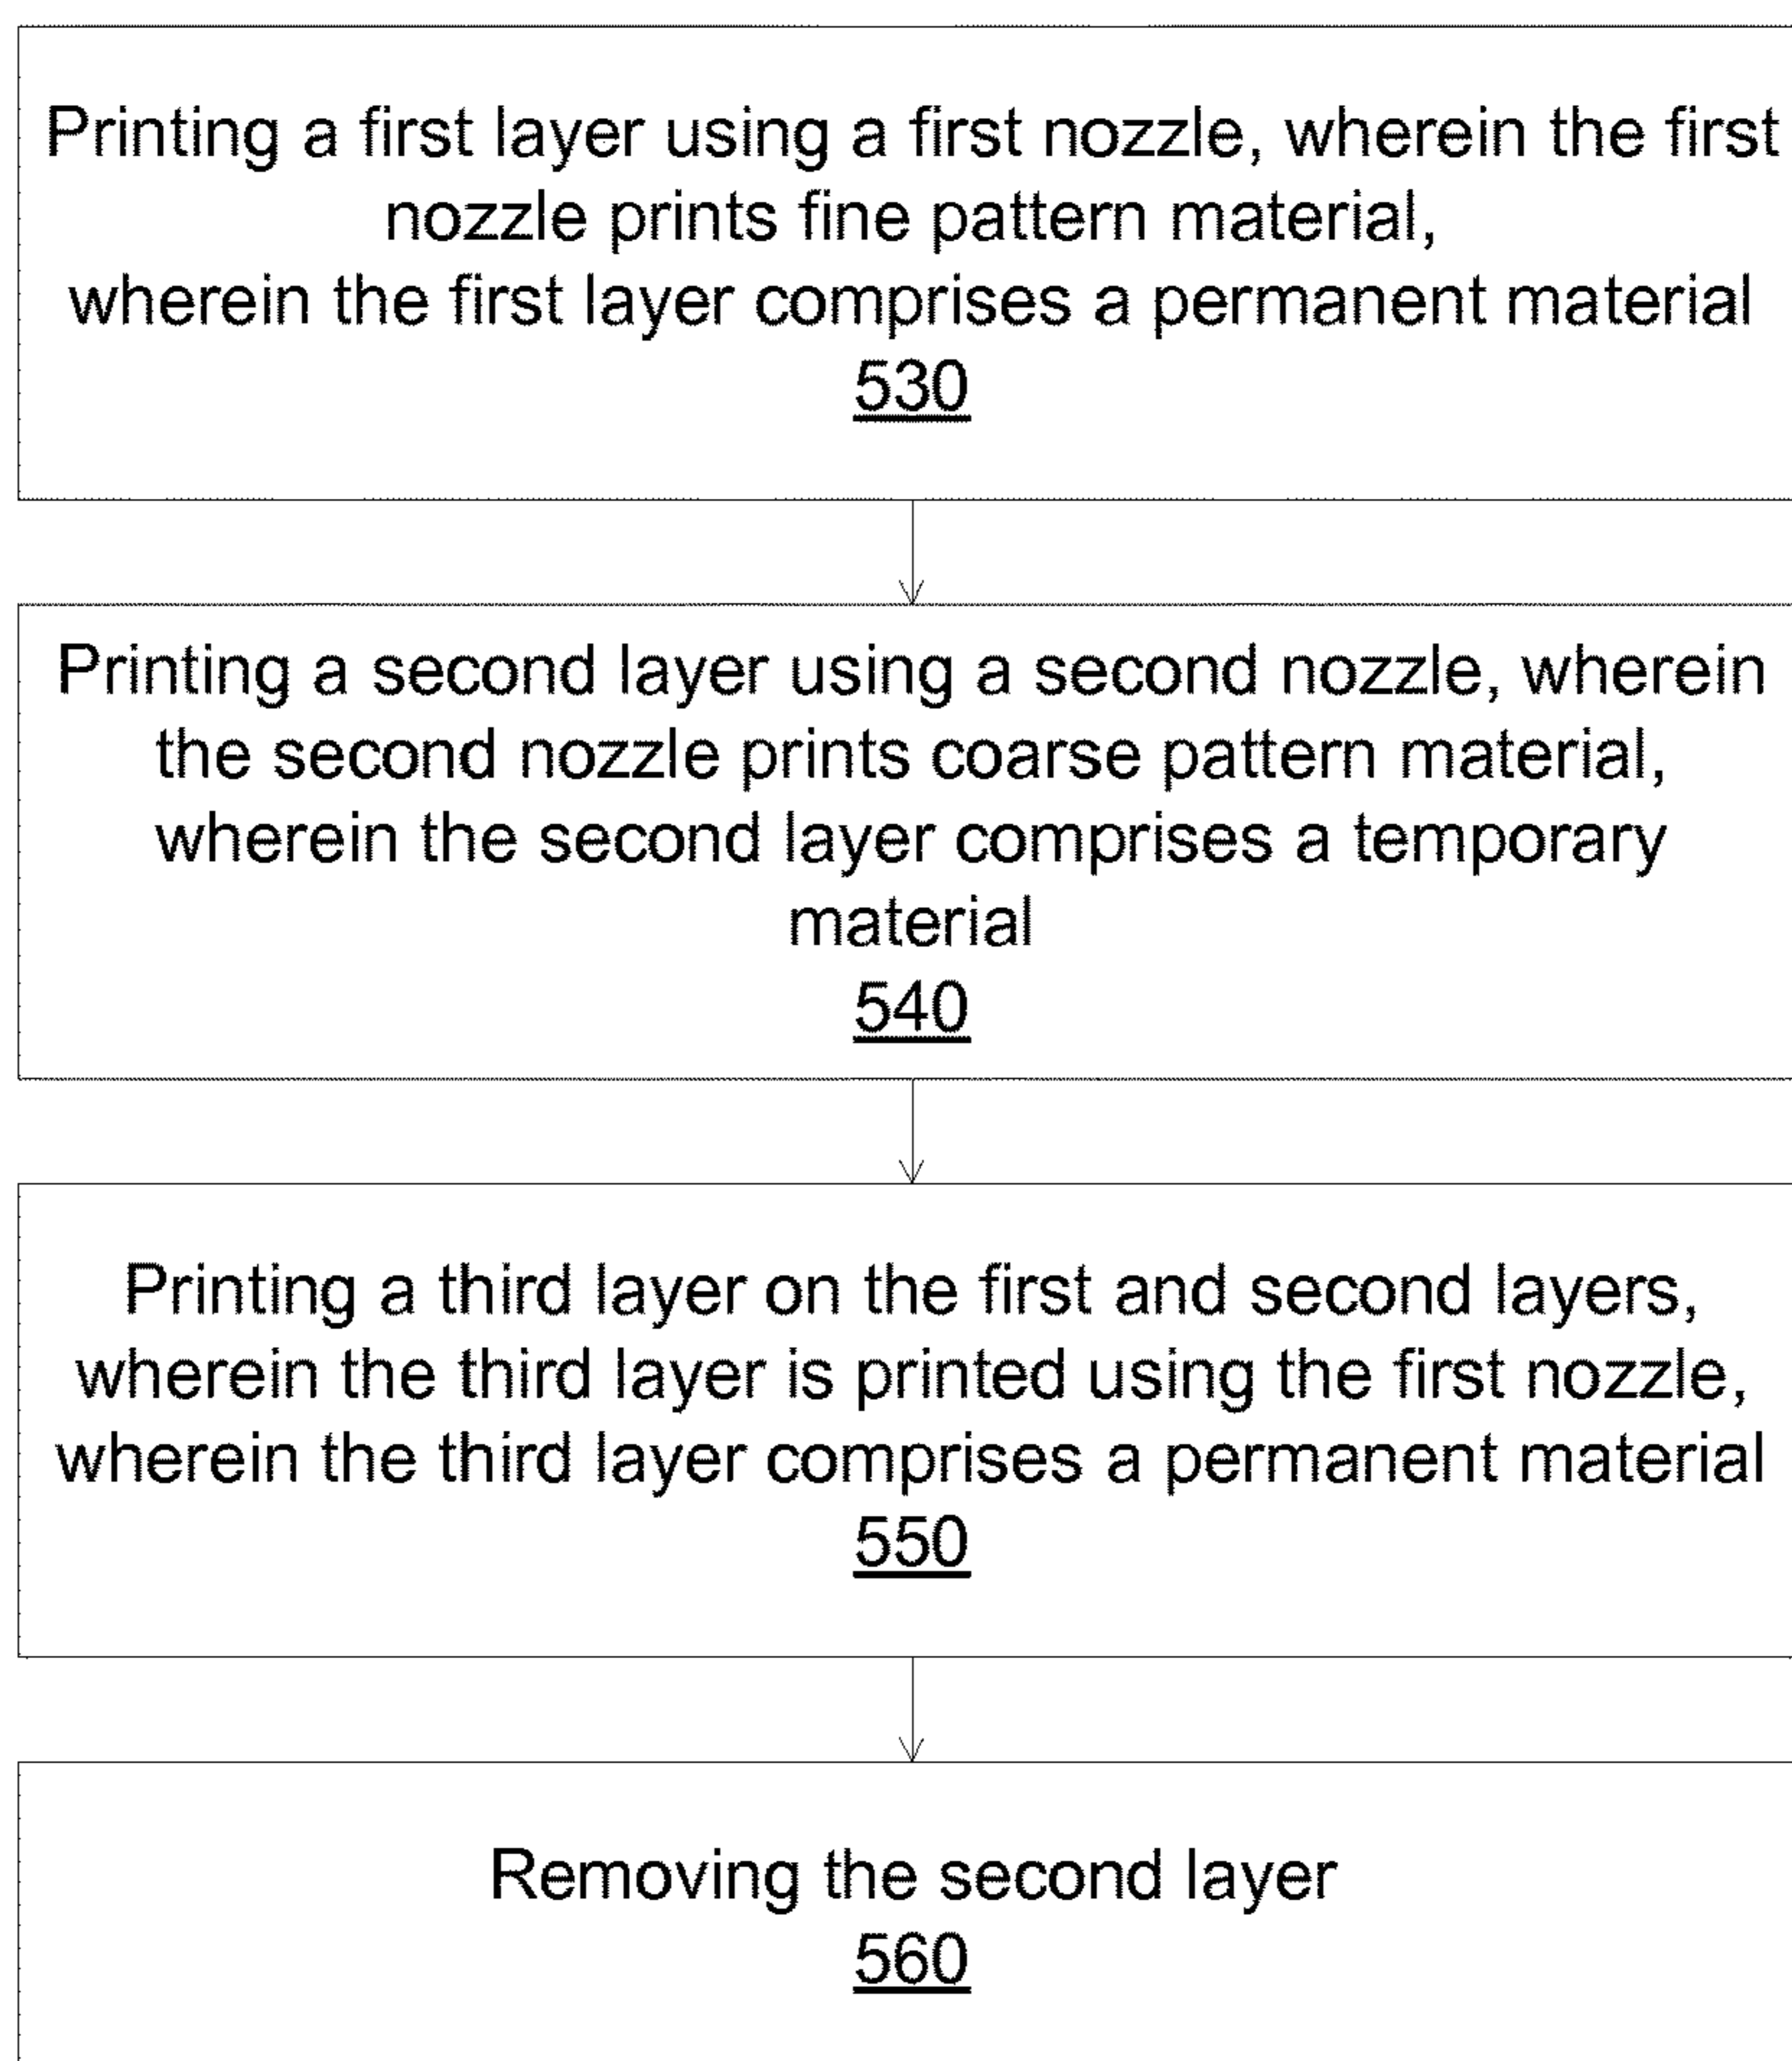 Printing a first layer using a first nozzle, wherein the first
nozzle prints fine pattern material,
wherein the first layer comprises a permanent material
530
Printing a second layer using a second nozzle, wherein
the second nozzle prints coarse pattern material,
wherein the second layer comprises a temporary
material
540
Printing a third layer on the first and second layers,
wherein the third layer is printed using the first nozzle,
wherein the third layer comprises a permanent material
550
Removing the second layer
560